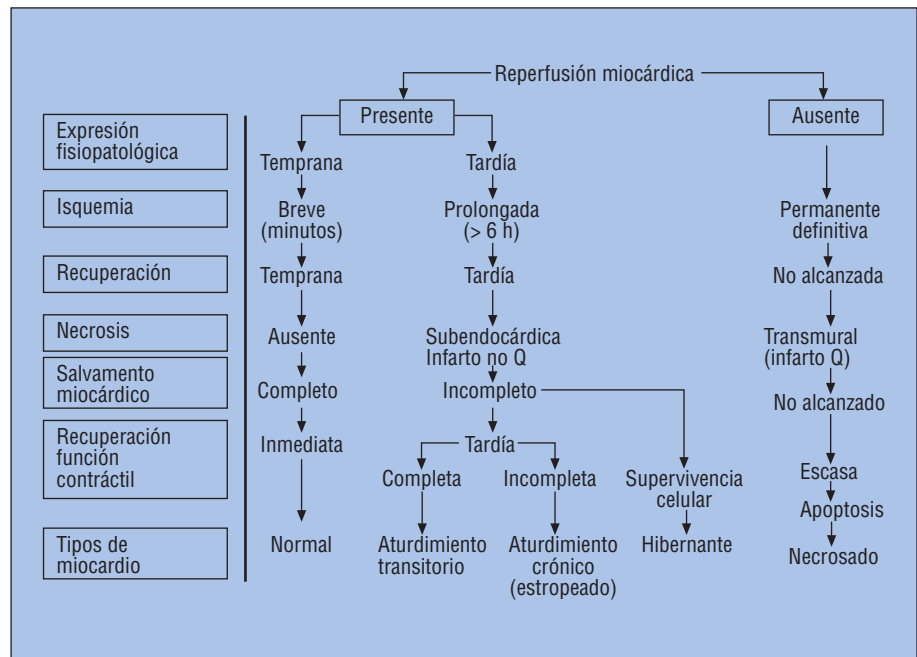 Reperfusión miocárdica
Presente
Ausente
Expresión
fisiopatológica
Temprana
Tardía
Isquemia
Breve
(minutos)
Prolongada
(> 6 h)
Permanente
definitiva
Recuperación
Temprana
Tardía
No alcanzada
Necrosis
Ausente
Subendocárdica
Infarto no Q
Transmural
(infarto Q)
Salvamento
miocárdico
Completo
Incompleto
No alcanzado
Recuperación
función
contráctil
Inmediata
Tardía
Completa
Incompleta
Supervivencia
celular
Escasa
Apoptosis
Tipos de
miocardio
Normal
Aturdimiento
transitorio
Aturdimiento
crónico
(estropeado)
Hibernante
Necrosado